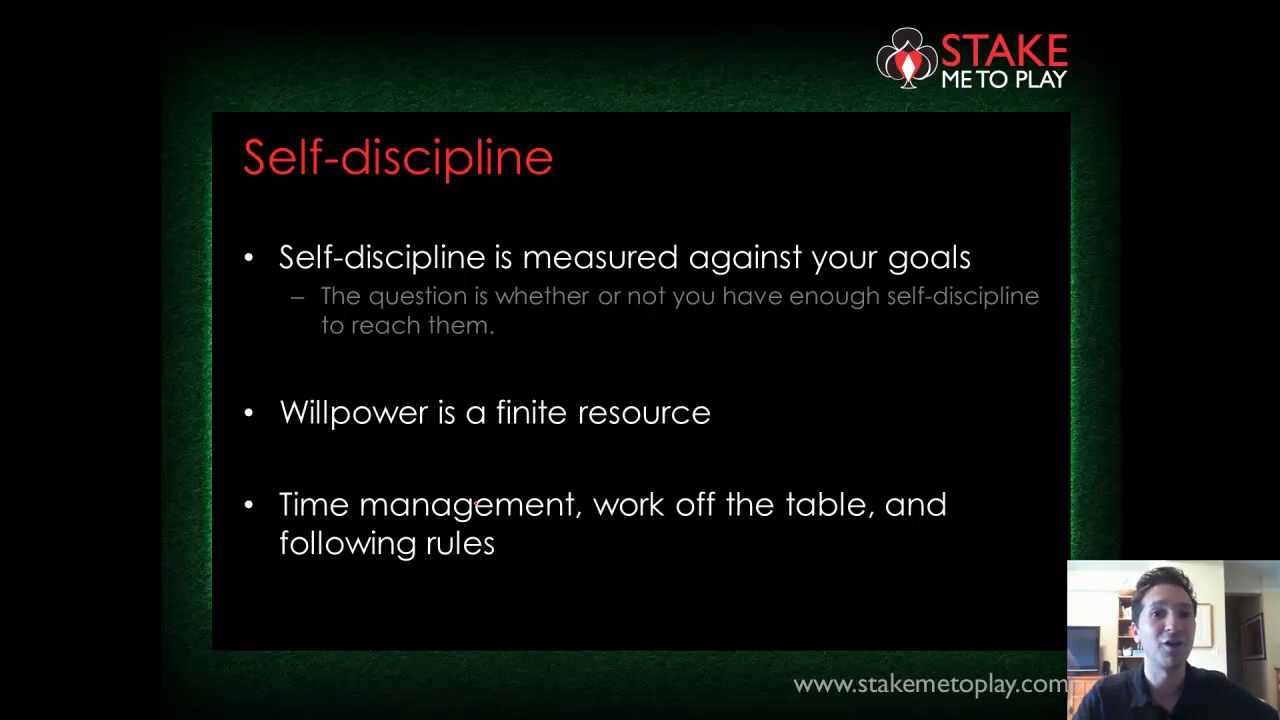 STAKE
ME TO PLAY
Self-discipline
• Self-discipline is measured against your goals
– The question is whether or not you have enough self-discipline
to reach them.
• Willpower is a finite resource
• Time management, work off the table, and
following rules
www.stakemetoplay.com